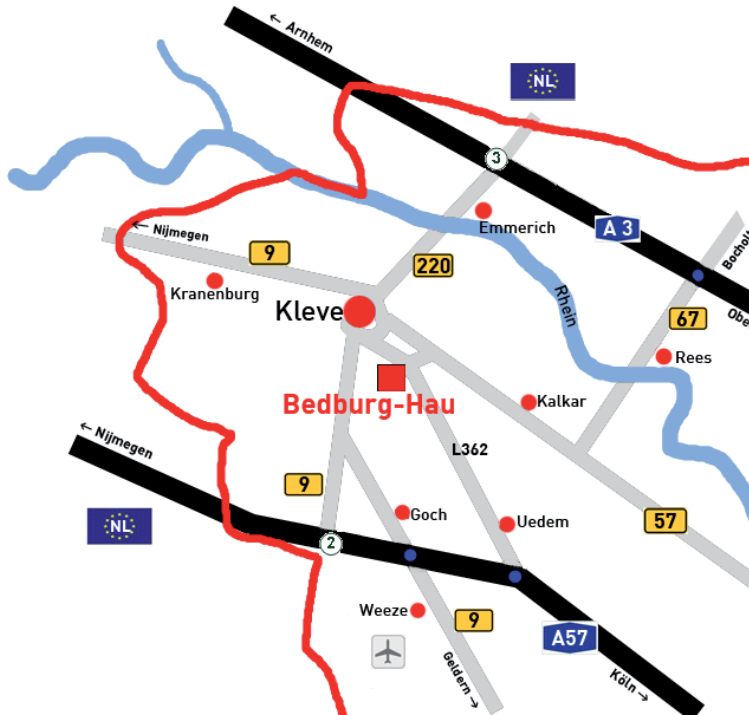 ← Arnhem
NL
3
Emmerich
A 3
← Nijmegen
9
220
Kranenburg
Kleve
Rhein
Bocholt
67
Obe
Rees
Bedburg-Hau
Kalkar
L362
← Nijmegen
9
NL
Goch
Uedem
57
2
Weeze
9
A57
Geldern →
Köln →